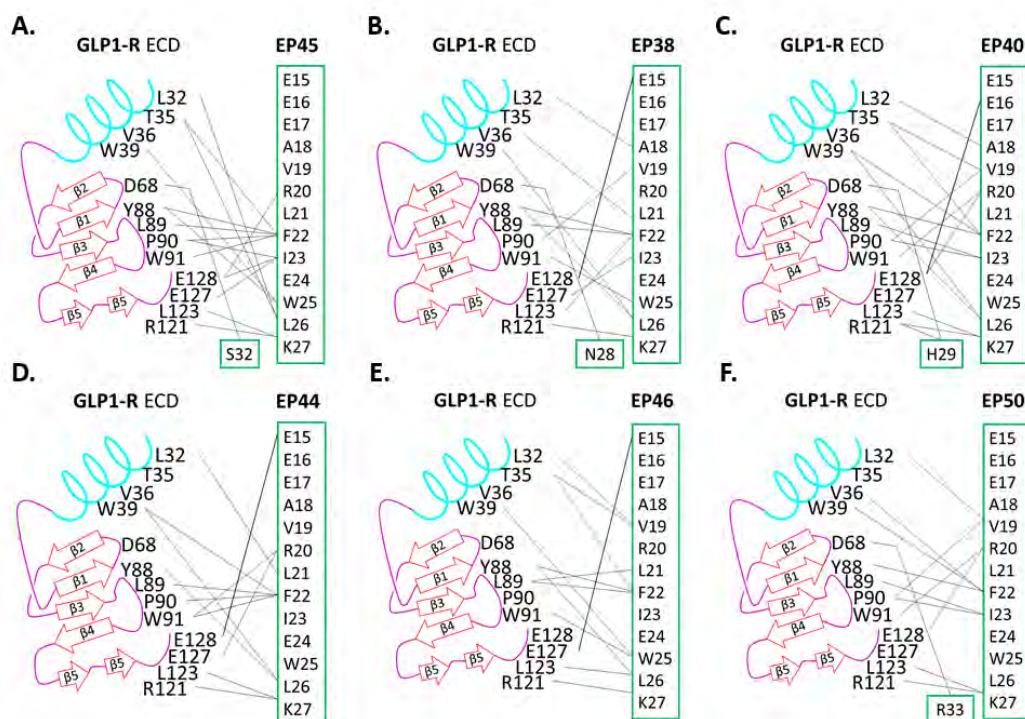 A.
GLP1-R ECD
EP45
L32
T35
V36
W39
D68
Y88
L89
P90
W91
E128
E127
L123
R121
β2
β1
β3
β4
β5
β5
E15
E16
E17
A18
V19
R20
L21
F22
I23
E24
W25
L26
K27
S32
B.
GLP1-R ECD
EP38
L32
T35
V36
W39
D68
Y88
L89
P90
W91
E128
E127
L123
R121
β2
β1
β3
β4
β5
β5
E15
E16
E17
A18
V19
R20
L21
F22
I23
E24
W25
L26
K27
N28
C.
GLP1-R ECD
EP40
L32
T35
V36
W39
D68
Y88
L89
P90
W91
E128
E127
L123
R121
β2
β1
β3
β4
β5
β5
E15
E16
E17
A18
V19
R20
L21
F22
I23
E24
W25
L26
K27
H29
D.
GLP1-R ECD
EP44
L32
T35
V36
W39
D68
Y88
L89
P90
W91
E128
E127
L123
R121
β2
β1
β3
β4
β5
β5
E15
E16
E17
A18
V19
R20
L21
F22
I23
E24
W25
L26
K27
E.
GLP1-R ECD
EP46
L32
T35
V36
W39
D68
Y88
L89
P90
W91
E128
E127
L123
R121
β2
β1
β3
β4
β5
β5
E15
E16
E17
A18
V19
R20
L21
F22
I23
E24
W25
L26
K27
F.
GLP1-R ECD
EP50
L32
T35
V36
W39
D68
Y88
L89
P90
W91
E128
E127
L123
R121
β2
β1
β3
β4
β5
β5
E15
E16
E17
A18
V19
R20
L21
F22
I23
E24
W25
L26
K27
R33